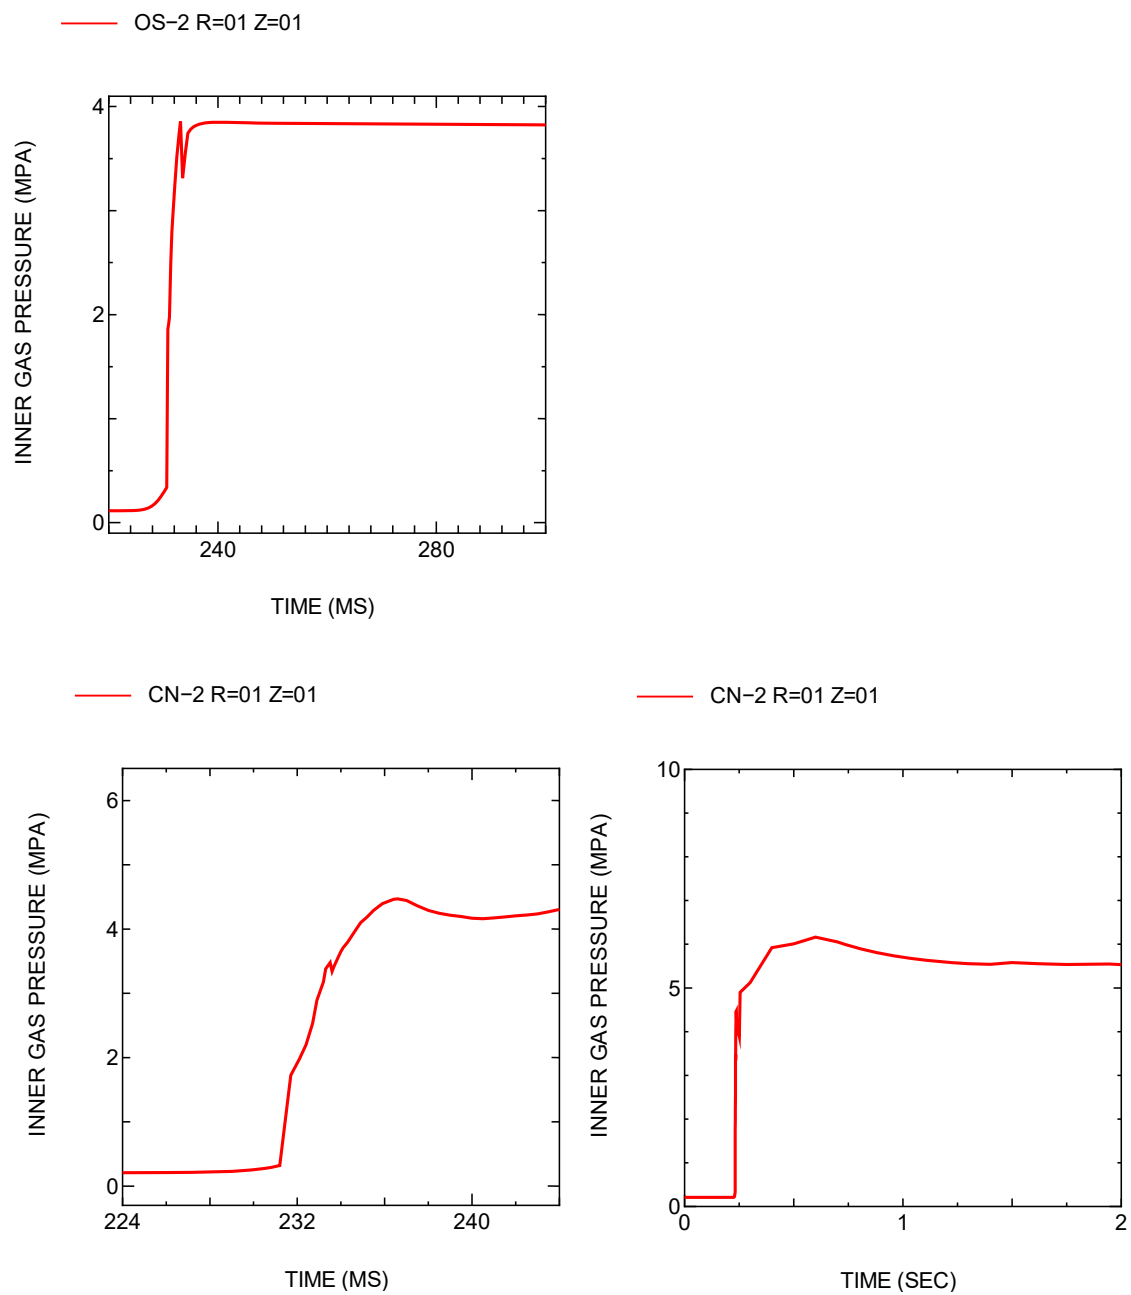 OS−2 R=01 Z=01
INNER GAS PRESSURE (MPA)
4
2
0
240 280
TIME (MS)
CN−2 R=01 Z=01
INNER GAS PRESSURE (MPA)
6
4
2
0
224 232 240
TIME (MS)
CN−2 R=01 Z=01
INNER GAS PRESSURE (MPA)
10
5
0
0 1 2
TIME (SEC)